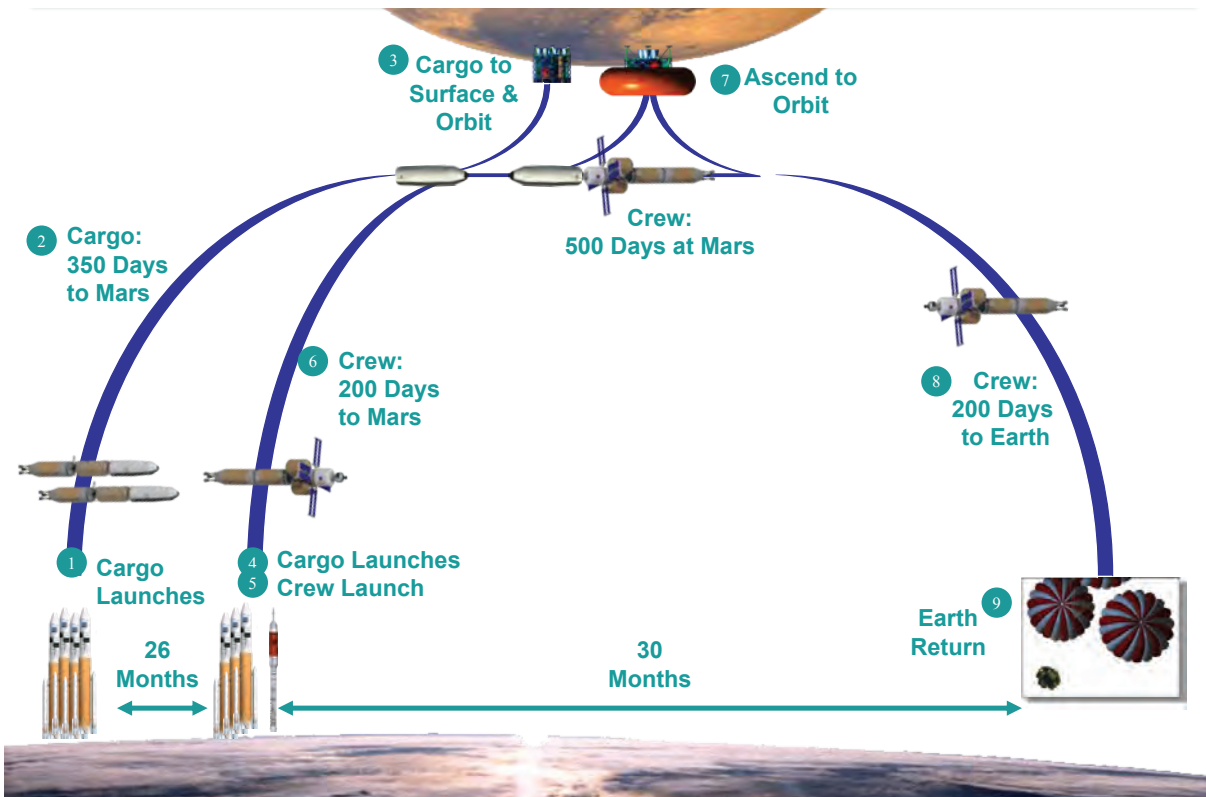 3 Cargo to
Surface &
Orbit
7 Ascend to
Orbit
2 Cargo:
350 Days
to Mars
Crew:
500 Days at Mars
6 Crew:
200 Days
to Mars
8 Crew:
200 Days
to Earth
1 Cargo
Launches
4 Cargo Launches
5 Crew Launch
26
Months
30
Months
9
Earth
Return